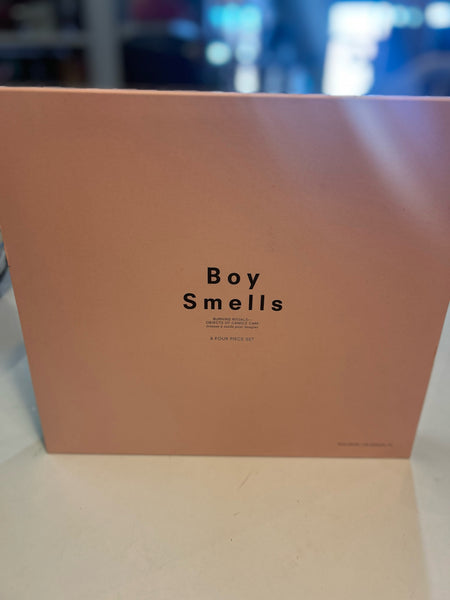 Boy
Smells
BURNING RITUALS—
OBJECTS OF CANDLE CARE
A FOUR PIECE SET